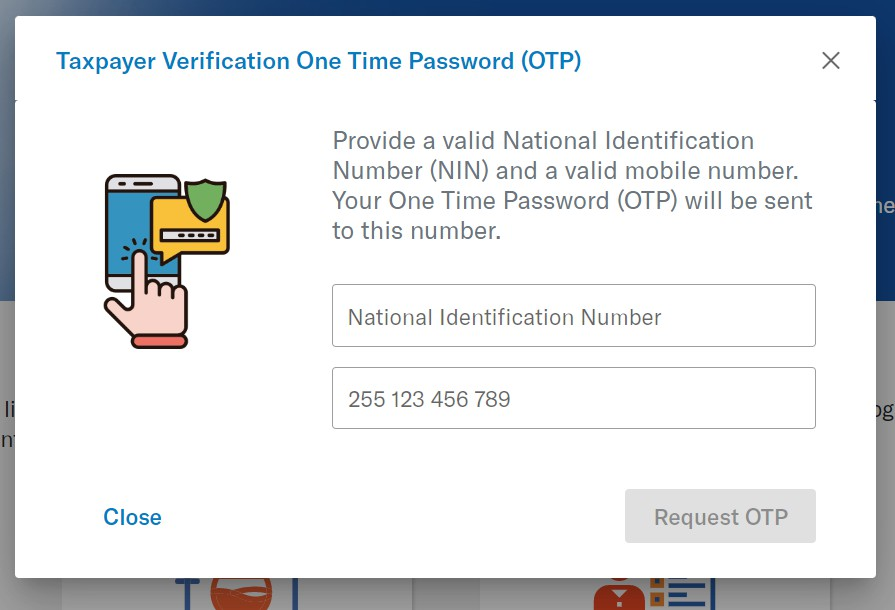 Taxpayer Verification One Time Password (OTP)
Provide a valid National Identification
Number (NIN) and a valid mobile number.
Your One Time Password (OTP) will be sent
to this number.
National Identification Number
255 123 456 789
Close
Request OTP